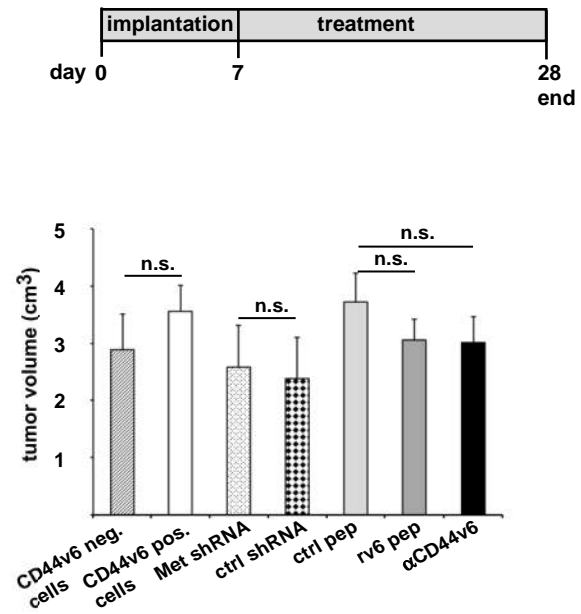 implantation treatment
day 0 7 28
end
5
n.s.
n.s.
n.s.
4
n.s.
3
2
1
tumor volume (cm3)
CD44v6 neg.
cells
CD44v6 pos.
cells
Met shRNA
ctrl shRNA
ctrl pep
rv6 pep
αCD44v6